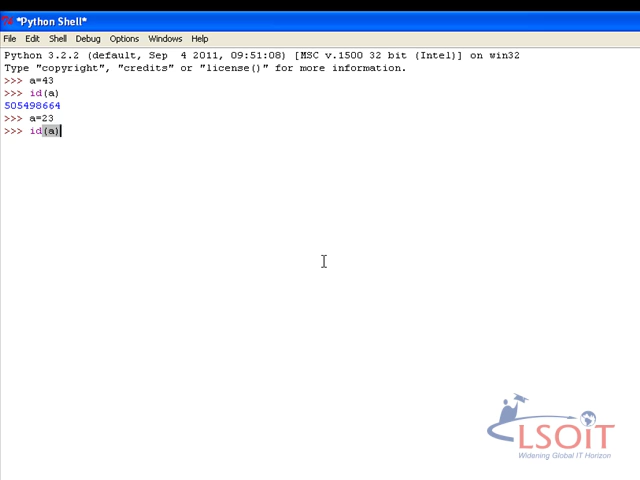 *Python Shell*
File Edit Shell Debug Options Windows Help
Python 3.2.2 (default, Sep  4 2011, 09:51:08) [MSC v.1500 32 bit (Intel)] on win32
Type "copyright", "credits" or "license()" for more information.
>>> a=43
>>> id(a)
505498664
>>> a=23
>>> id(a)
LSOiT
Widening Global IT Horizon